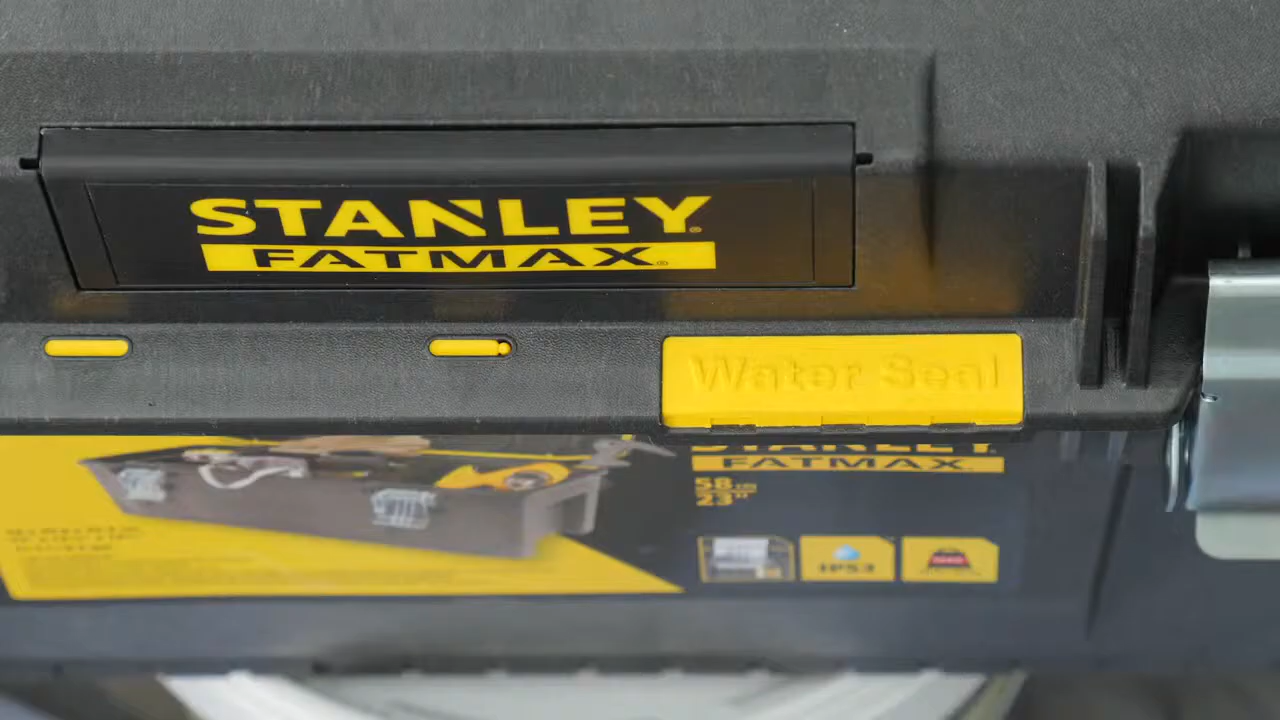 STANLEY®
FATMAX®
Water Seal
STANLEY
FATMAX
58 cm
23"
IP53